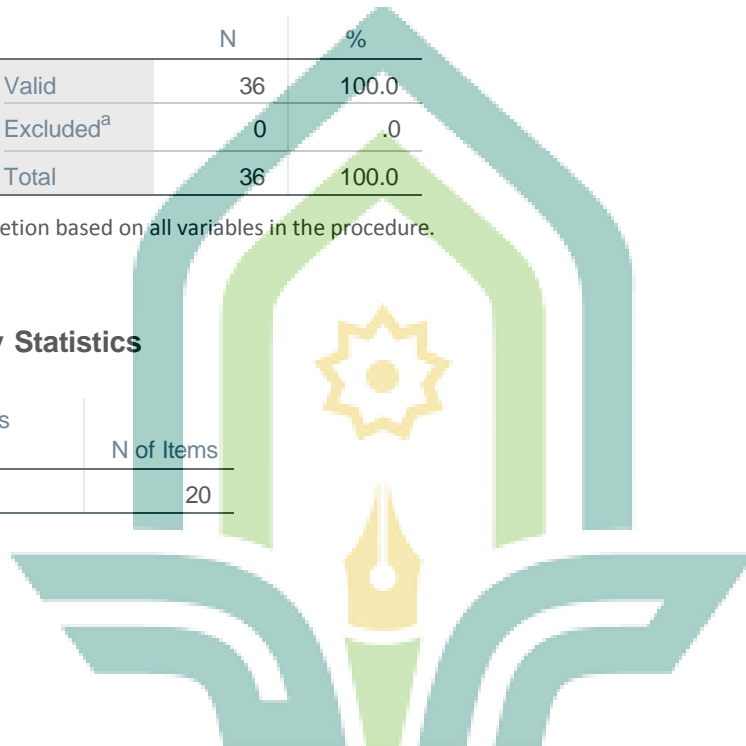 N %
Valid 36 100.0
Excludedᵃ 0 .0
Total 36 100.0
etion based on all variables in the procedure.
y Statistics
s
N of Items
20